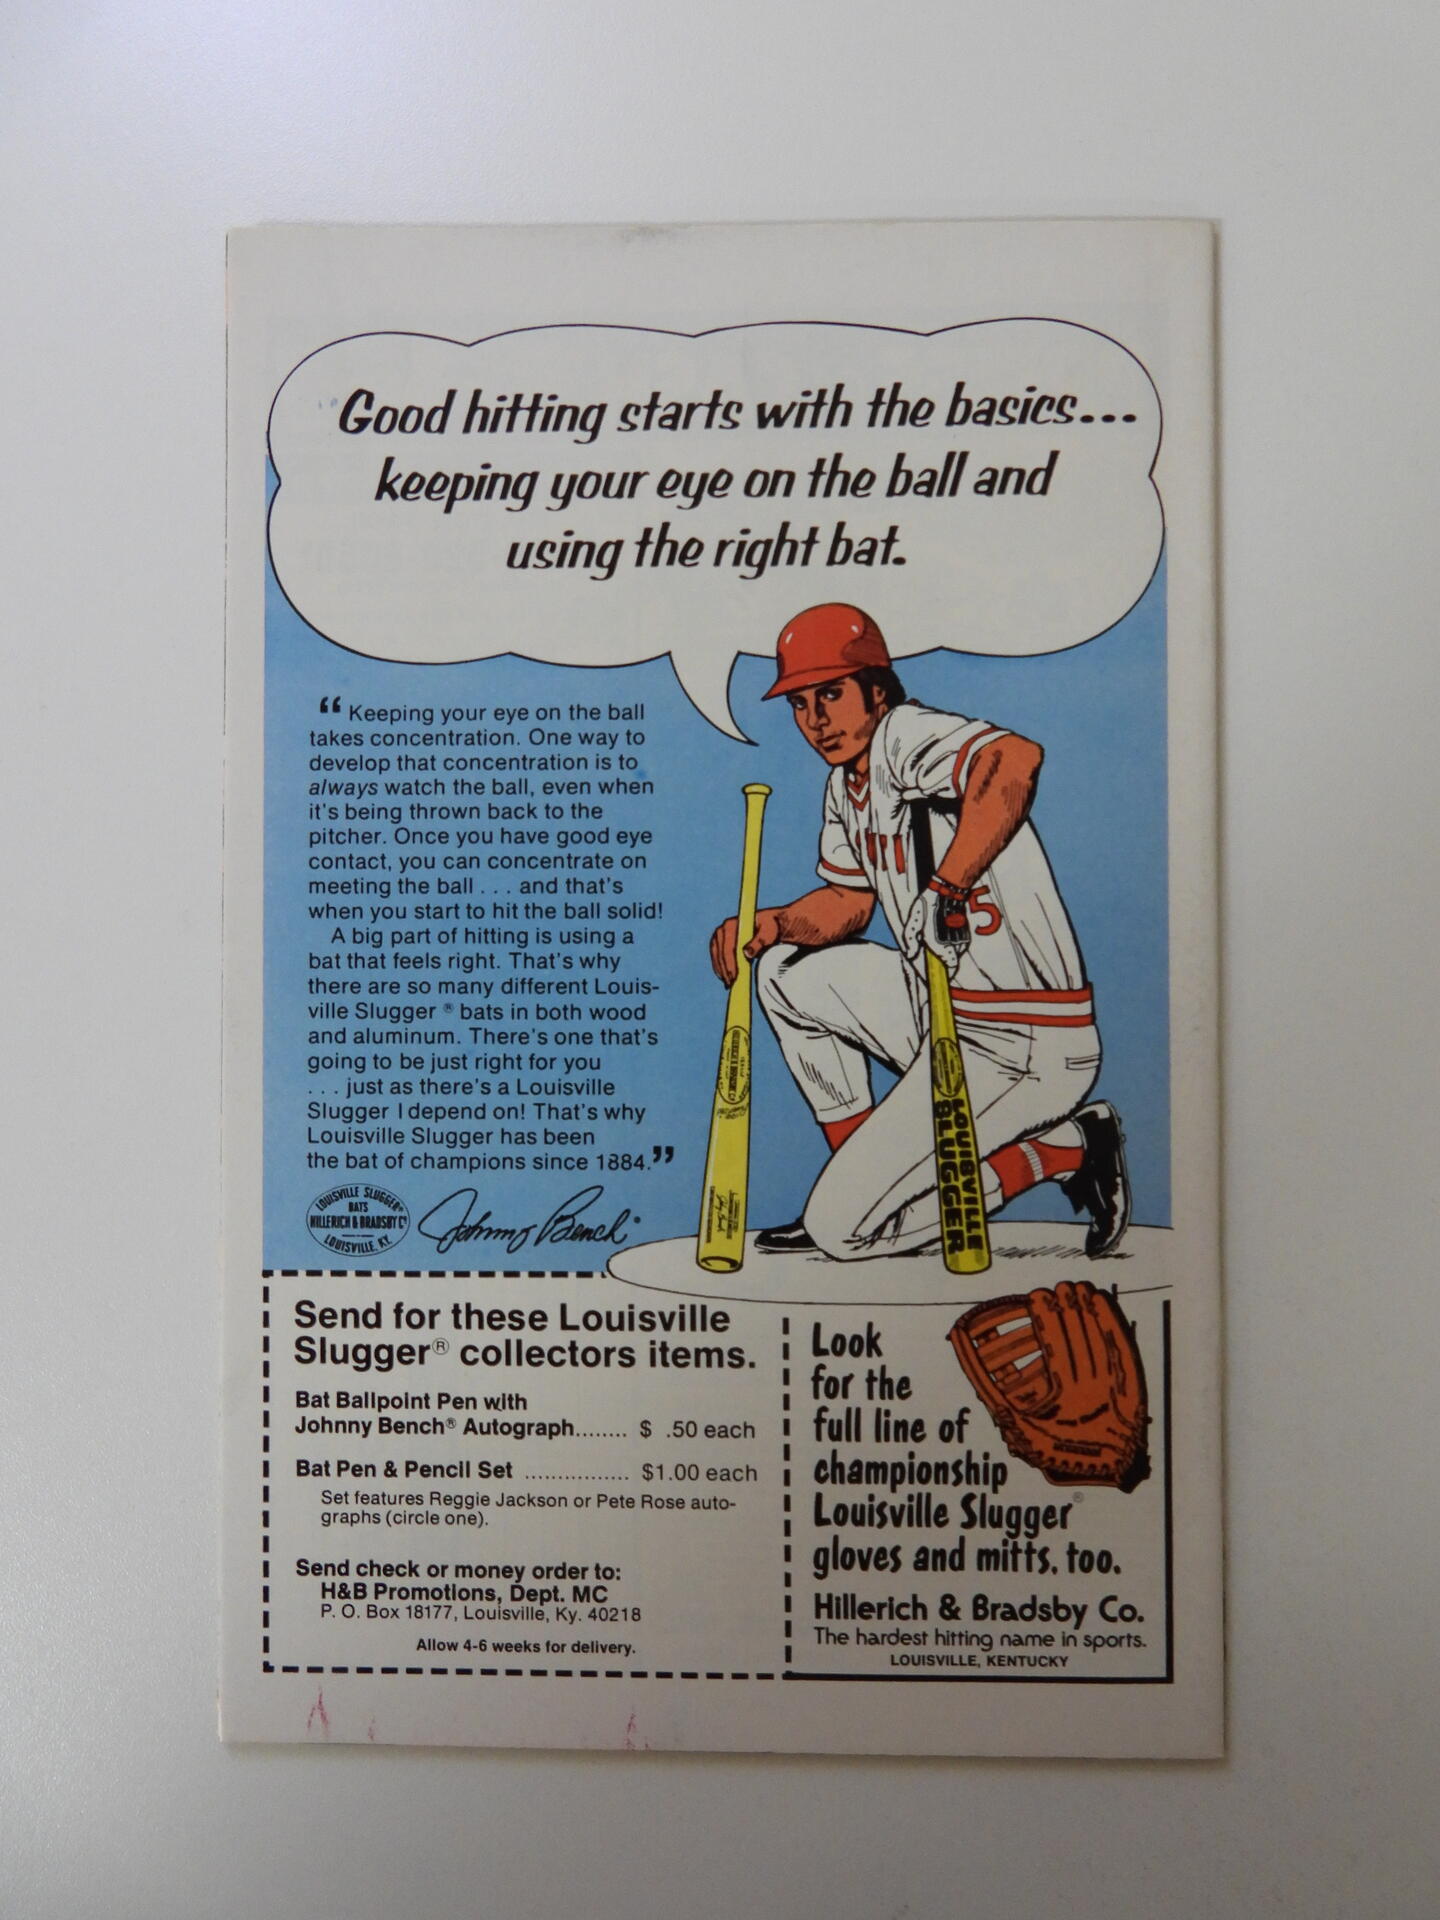 Good hitting starts with the basics...
keeping your eye on the ball and
using the right bat.
“Keeping your eye on the ball
takes concentration. One way to
develop that concentration is to
always watch the ball, even when
it's being thrown back to the
pitcher. Once you have good eye
contact, you can concentrate on
meeting the ball . . . and that's
when you start to hit the ball solid!
A big part of hitting is using a
bat that feels right. That's why
there are so many different Louis-
ville Slugger ® bats in both wood
and aluminum. There's one that's
going to be just right for you
. . . just as there's a Louisville
Slugger I depend on! That's why
Louisville Slugger has been
the bat of champions since 1884.”
LOUISVILLE SLUGGER®
BATS
HILLERICH & BRADSBY Co
LOUISVILLE, KY.
Johnny Bench
5
LOUISVILLE
SLUGGER
Send for these Louisville
Slugger® collectors items.
Bat Ballpoint Pen with
Johnny Bench® Autograph........ $ .50 each
Bat Pen & Pencil Set ................ $1.00 each
Set features Reggie Jackson or Pete Rose auto-
graphs (circle one).
Send check or money order to:
H&B Promotions, Dept. MC
P. O. Box 18177, Louisville, Ky. 40218
Allow 4-6 weeks for delivery.
Look
for the
full line of
championship
Louisville Slugger®
gloves and mitts, too.
Hillerich & Bradsby Co.
The hardest hitting name in sports.
LOUISVILLE, KENTUCKY